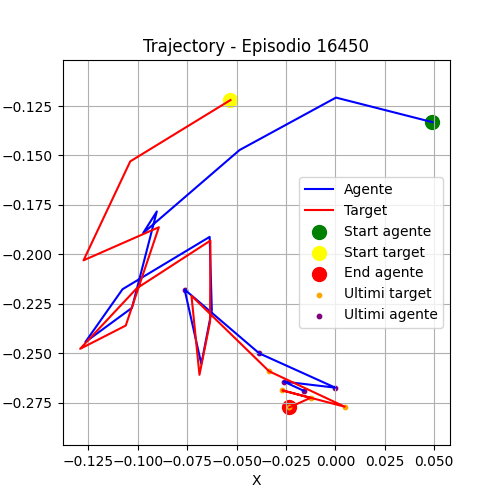 Trajectory - Episodio 16450
−0.125
−0.150
−0.175
−0.200
−0.225
−0.250
−0.275
Agente
Target
Start agente
Start target
End agente
Ultimi target
Ultimi agente
−0.125−0.100−0.075−0.050−0.025 0.000 0.025 0.050
X